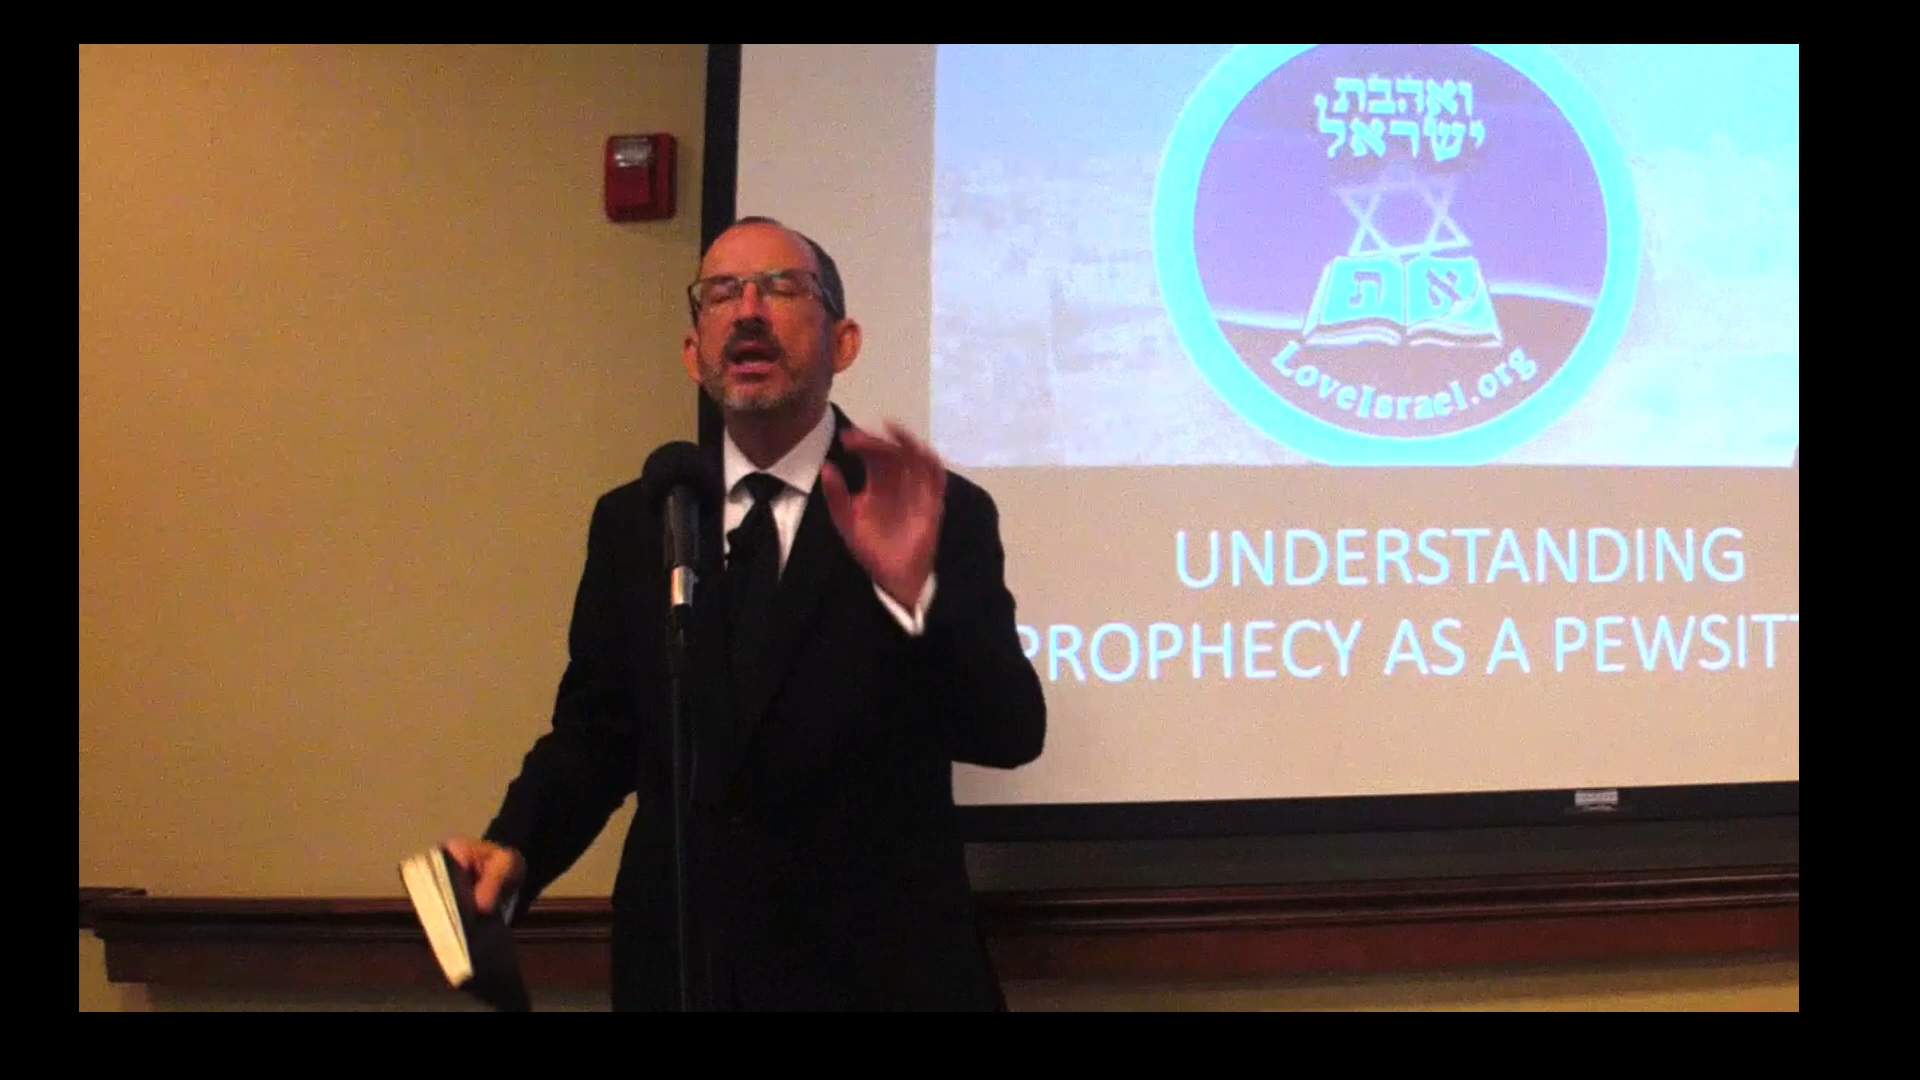 ואהבת
ישראל
ת א
LoveIsrael.org
UNDERSTANDING
PROPHECY AS A PEWSIT